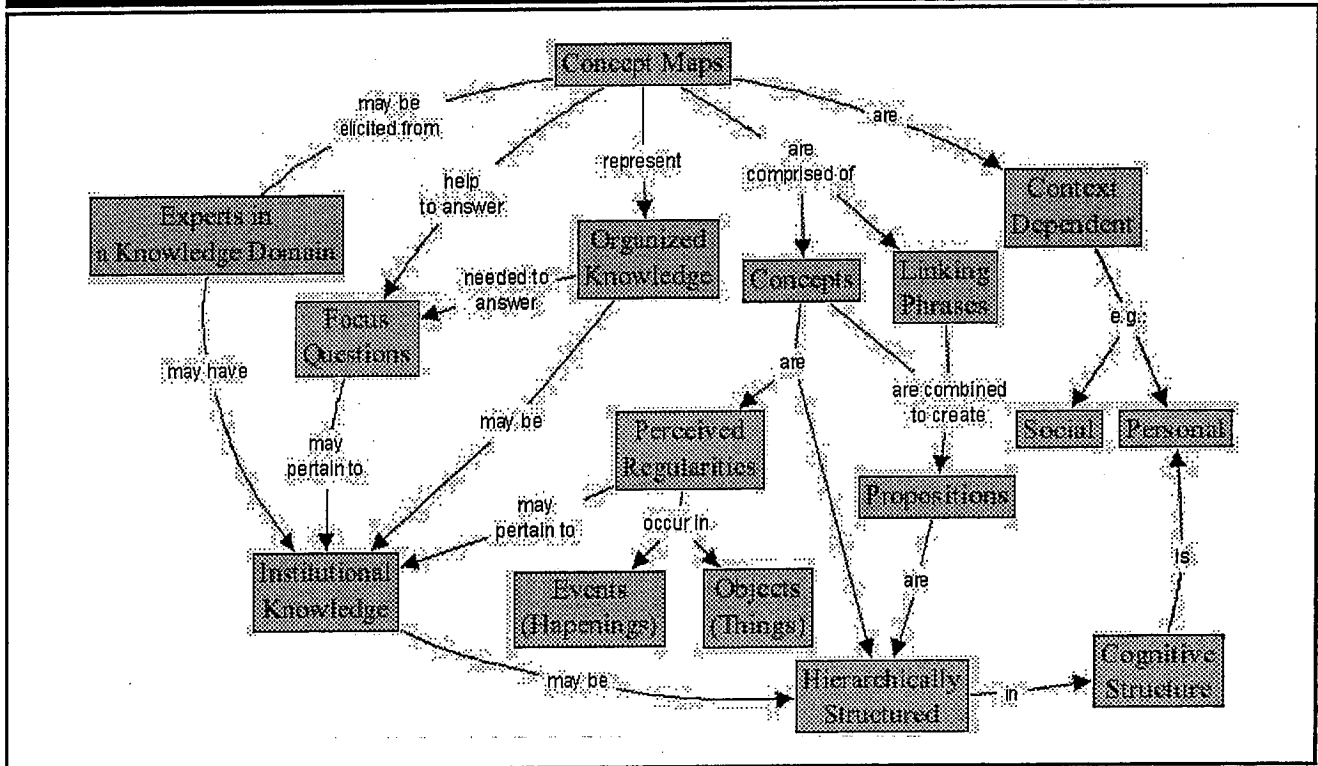 Concept Maps
may be
elicited from
are
are
comprised of
represent
help
to answer
Context
Dependent
Experts in
a Knowledge Domain
Organized
Knowledge
Concepts
Linking
Phrases
needed to
answer
Focus
Questions
e.g.
may have
are
are combined
to create
may be
Perceived
Regularities
Social
Personal
may
pertain to
Propositions
may
pertain to
occur in
is
Institutional
Knowledge
Events
(Hapenings)
Objects
(Things)
are
Cognitive
Structure
may be
Hierarchically
Structured
in